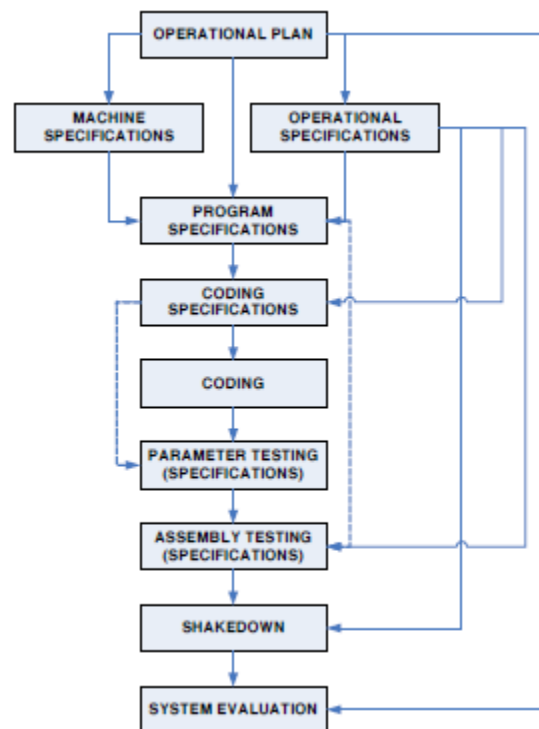 OPERATIONAL PLAN
MACHINE
SPECIFICATIONS
OPERATIONAL
SPECIFICATIONS
PROGRAM
SPECIFICATIONS
CODING
SPECIFICATIONS
CODING
PARAMETER TESTING
(SPECIFICATIONS)
ASSEMBLY TESTING
(SPECIFICATIONS)
SHAKEDOWN
SYSTEM EVALUATION